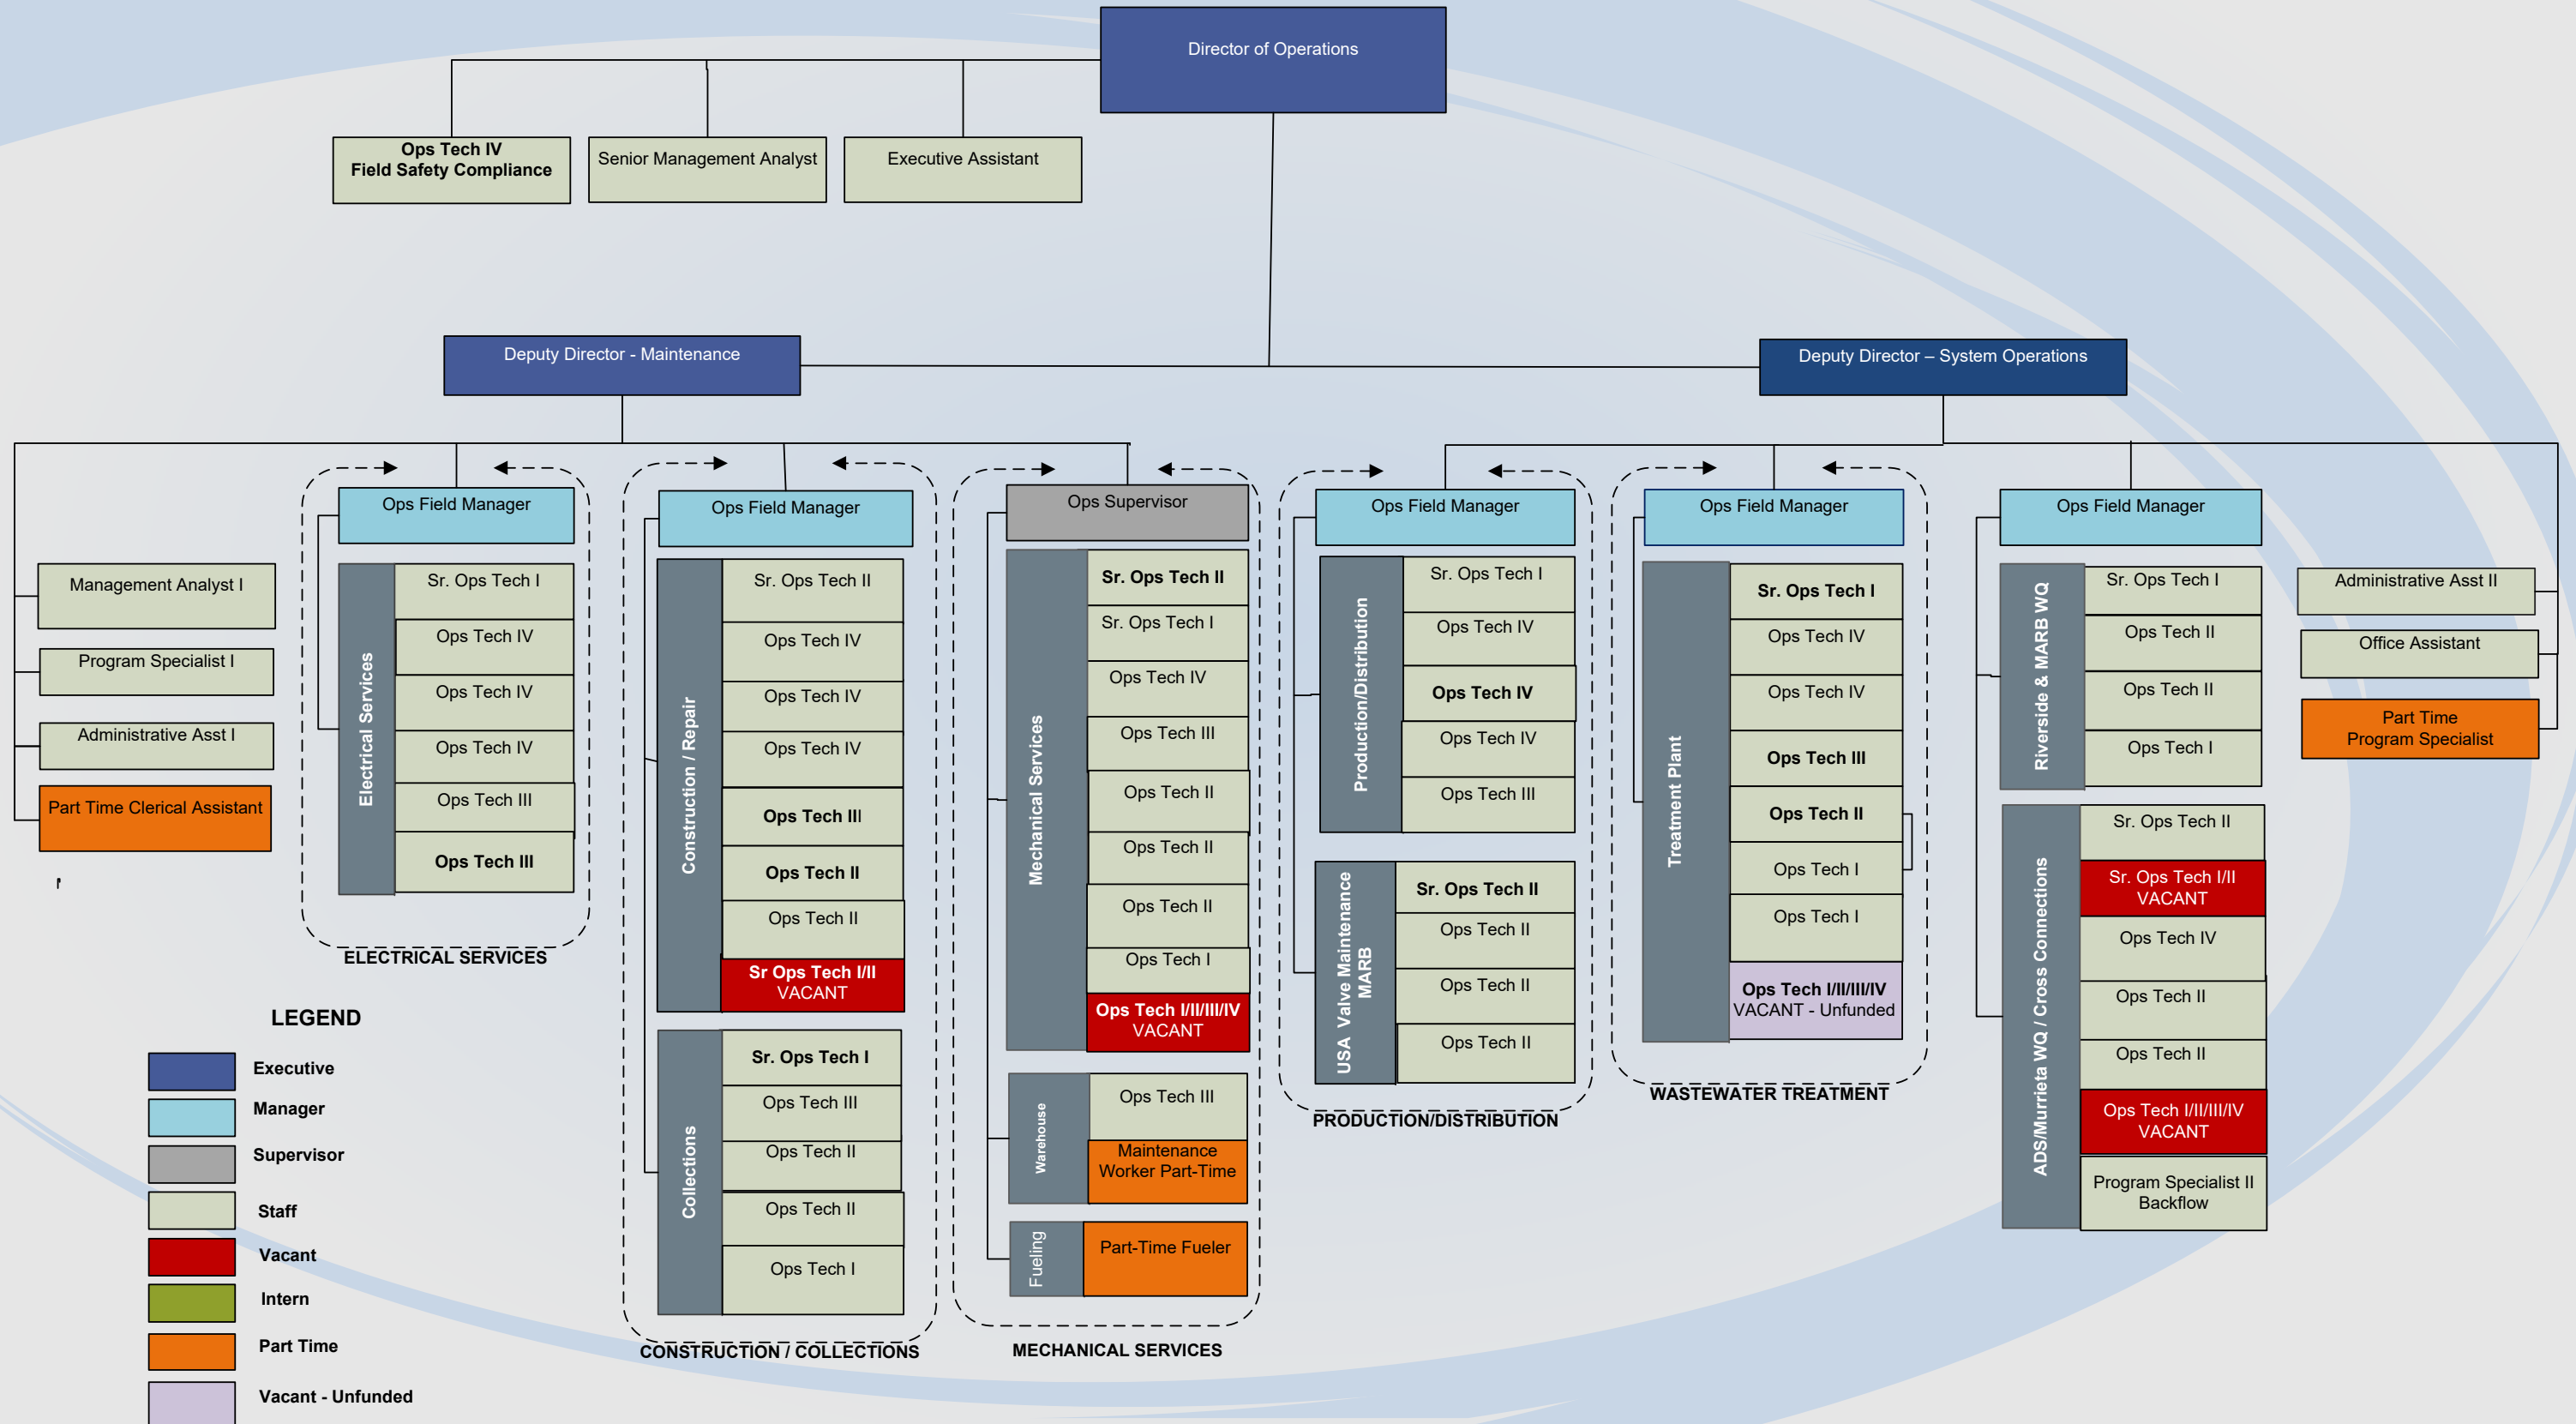 Director of Operations
Ops Tech IV
Field Safety Compliance
Senior Management Analyst
Executive Assistant
Deputy Director - Maintenance
Deputy Director – System Operations
Management Analyst I
Program Specialist I
Administrative Asst I
Part Time Clerical Assistant
Ops Field Manager
Electrical Services
Sr. Ops Tech I
Ops Tech IV
Ops Tech IV
Ops Tech IV
Ops Tech III
Ops Tech III
ELECTRICAL SERVICES
Ops Field Manager
Construction / Repair
Sr. Ops Tech II
Ops Tech IV
Ops Tech IV
Ops Tech IV
Ops Tech III
Ops Tech II
Ops Tech II
Sr Ops Tech I/II
VACANT
Collections
Sr. Ops Tech I
Ops Tech III
Ops Tech II
Ops Tech II
Ops Tech I
CONSTRUCTION / COLLECTIONS
Ops Supervisor
Mechanical Services
Sr. Ops Tech II
Sr. Ops Tech I
Ops Tech IV
Ops Tech III
Ops Tech II
Ops Tech II
Ops Tech II
Ops Tech I
Ops Tech I/II/III/IV
VACANT
Warehouse
Ops Tech III
Maintenance
Worker Part-Time
Fueling
Part-Time Fueler
MECHANICAL SERVICES
Ops Field Manager
Production/Distribution
Sr. Ops Tech I
Ops Tech IV
Ops Tech IV
Ops Tech IV
Ops Tech III
USA Valve Maintenance
MARB
Sr. Ops Tech II
Ops Tech II
Ops Tech II
Ops Tech II
PRODUCTION/DISTRIBUTION
Ops Field Manager
Treatment Plant
Sr. Ops Tech I
Ops Tech IV
Ops Tech IV
Ops Tech III
Ops Tech II
Ops Tech I
Ops Tech I
Ops Tech I/II/III/IV
VACANT - Unfunded
WASTEWATER TREATMENT
Ops Field Manager
Riverside & MARB WQ
Sr. Ops Tech I
Ops Tech II
Ops Tech II
Ops Tech I
ADS/Murrieta WQ / Cross Connections
Sr. Ops Tech II
Sr. Ops Tech I/II
VACANT
Ops Tech IV
Ops Tech II
Ops Tech II
Ops Tech I/II/III/IV
VACANT
Program Specialist II
Backflow
Administrative Asst II
Office Assistant
Part Time
Program Specialist
LEGEND
Executive
Manager
Supervisor
Staff
Vacant
Intern
Part Time
Vacant - Unfunded